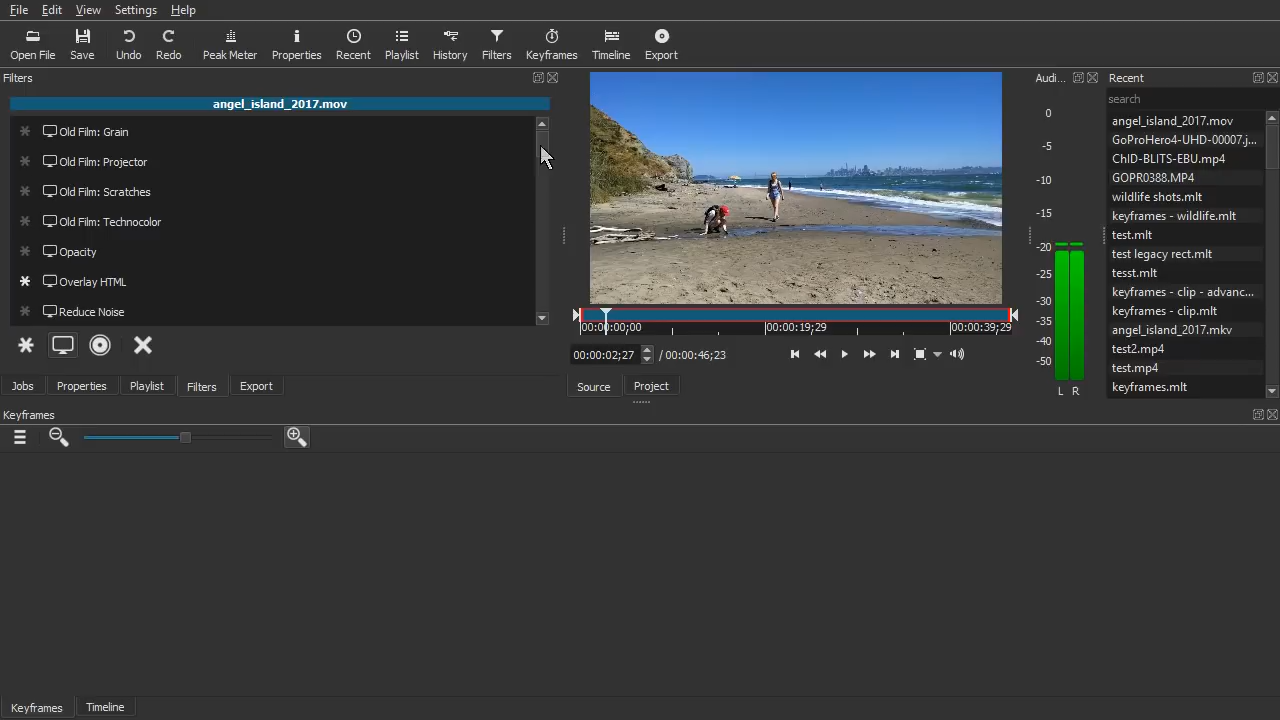 File Edit View Settings Help
Open File Save Undo Redo Peak Meter Properties Recent Playlist History Filters Keyframes Timeline Export
Filters
angel_island_2017.mov
Old Film: Grain
Old Film: Projector
Old Film: Scratches
Old Film: Technocolor
Opacity
Overlay HTML
Reduce Noise
Jobs Properties Playlist Filters Export
00:00:00;00 00:00:19;29 00:00:39;29
00:00:02;27 / 00:00:46;23
Source Project
Audi...
0
-5
-10
-15
-20
-25
-30
-35
-40
-50
L R
Recent
search
angel_island_2017.mov
GoProHero4-UHD-00007.j...
ChID-BLITS-EBU.mp4
GOPR0388.MP4
wildlife shots.mlt
keyframes - wildlife.mlt
test.mlt
test legacy rect.mlt
tesst.mlt
keyframes - clip - advanc...
keyframes - clip.mlt
angel_island_2017.mkv
test2.mp4
test.mp4
keyframes.mlt
Keyframes
Keyframes Timeline